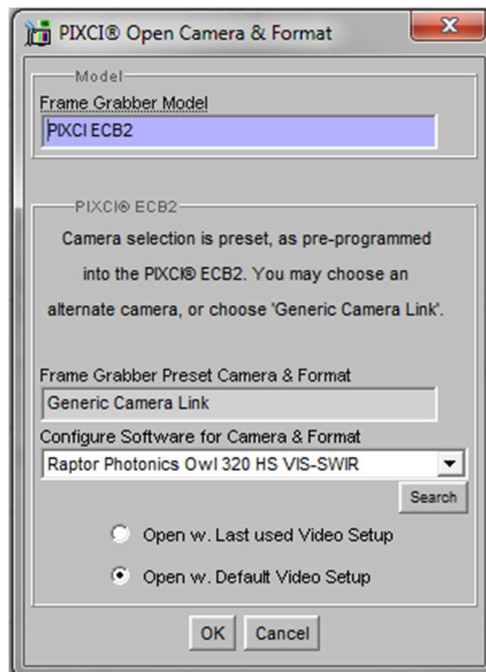 PIXCI® Open Camera & Format
Model
Frame Grabber Model
PIXCI ECB2
PIXCI® ECB2
Camera selection is preset, as pre-programmed
into the PIXCI® ECB2. You may choose an
alternate camera, or choose 'Generic Camera Link'.
Frame Grabber Preset Camera & Format
Generic Camera Link
Configure Software for Camera & Format
Raptor Photonics Owl 320 HS VIS-SWIR
Search
Open w. Last used Video Setup
Open w. Default Video Setup
OK Cancel